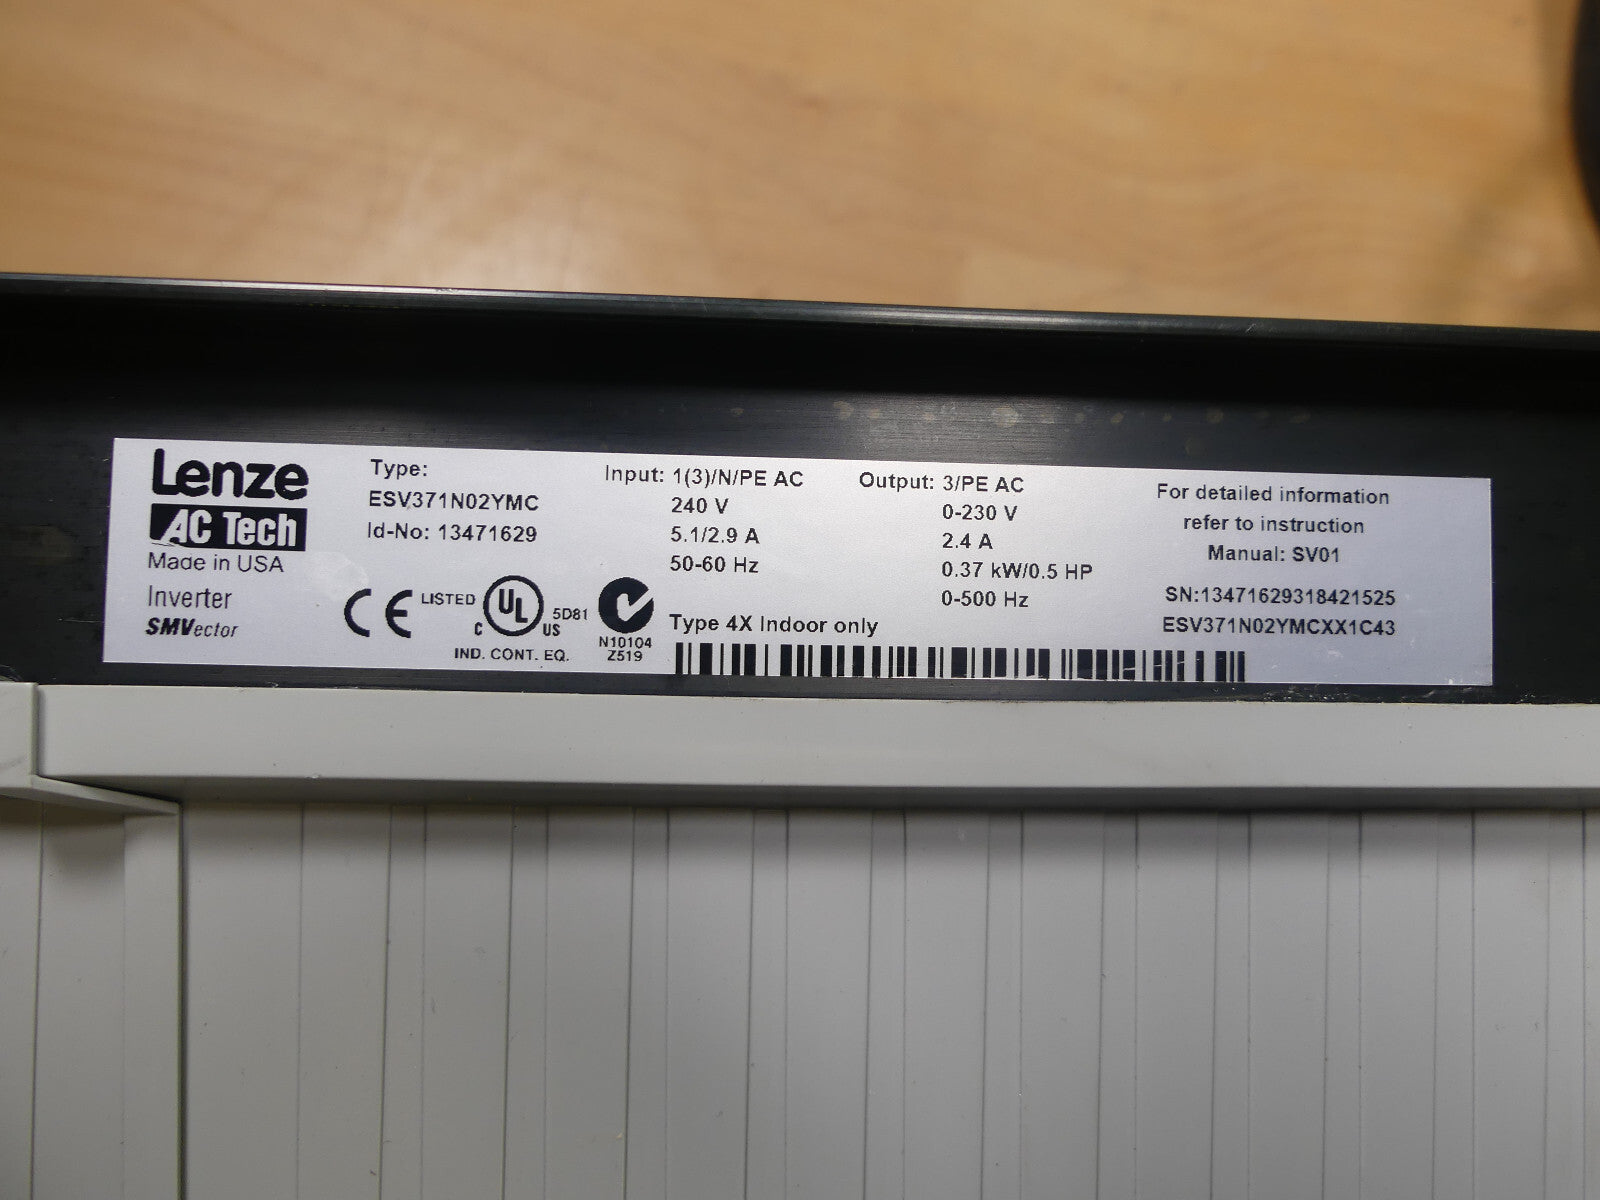 Lenze
AC Tech
Made in USA
Inverter
SMVector
Type:
ESV371N02YMC
Id-No: 13471629
CE
LISTED
UL
C
US
5D81
IND. CONT. EQ.
N10104
Z519
Input: 1(3)/N/PE AC
240 V
5.1/2.9 A
50-60 Hz
Type 4X Indoor only
Output: 3/PE AC
0-230 V
2.4 A
0.37 kW/0.5 HP
0-500 Hz
For detailed information
refer to instruction
Manual: SV01
SN:13471629318421525
ESV371N02YMCXX1C43